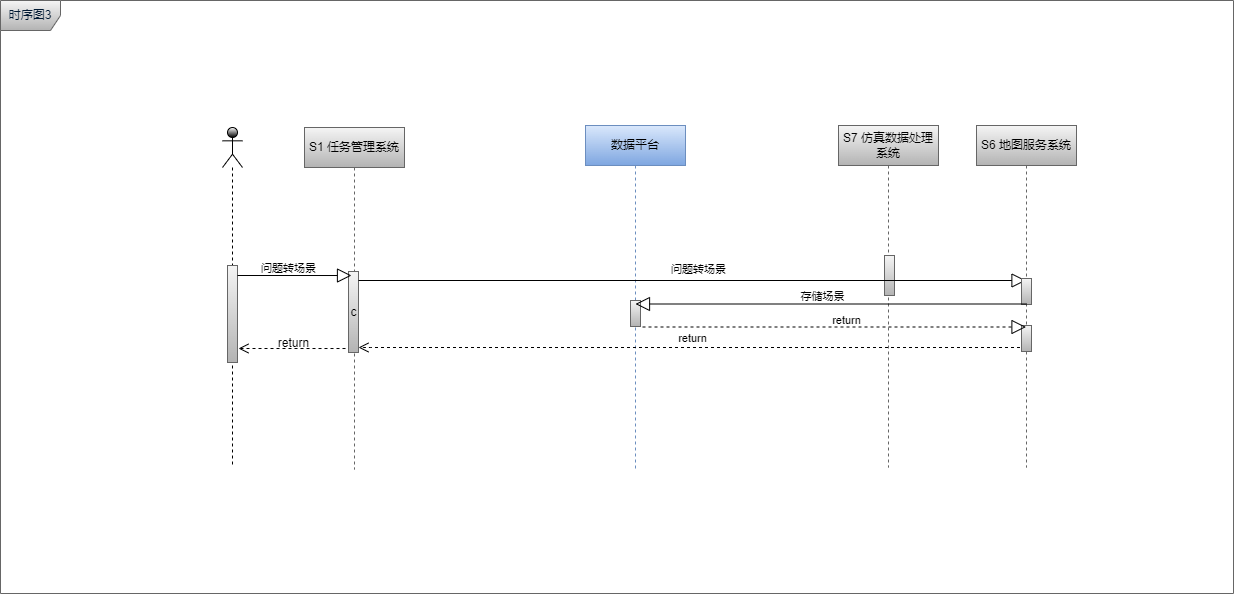 时序图3
S1 任务管理系统
数据平台
S7 仿真数据处理
系统
S6 地图服务系统
问题转场景
问题转场景
存储场景
c
return
return
return